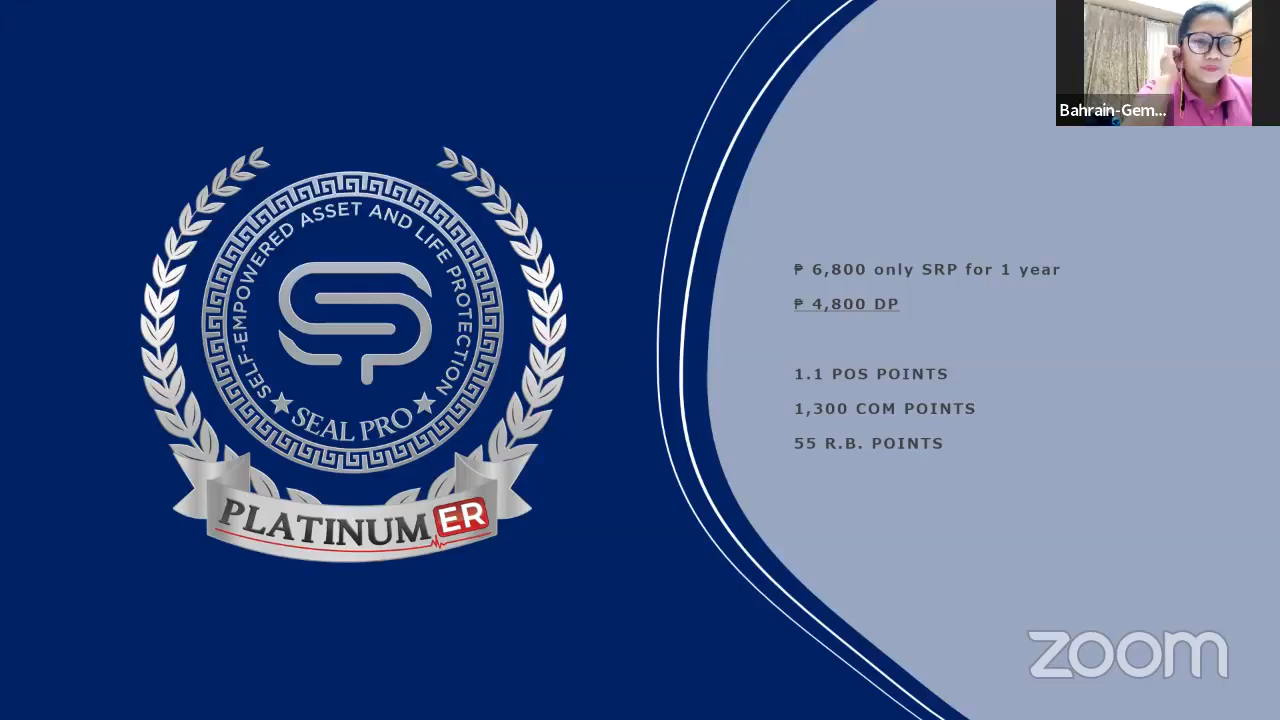 Bahrain-Gem...
SELF-EMPOWERED ASSET AND LIFE PROTECTION
SP
SEAL PRO
PLATINUM ER
₱ 6,800 only SRP for 1 year
₱ 4,800 DP
1.1 POS POINTS
1,300 COM POINTS
55 R.B. POINTS
zoom